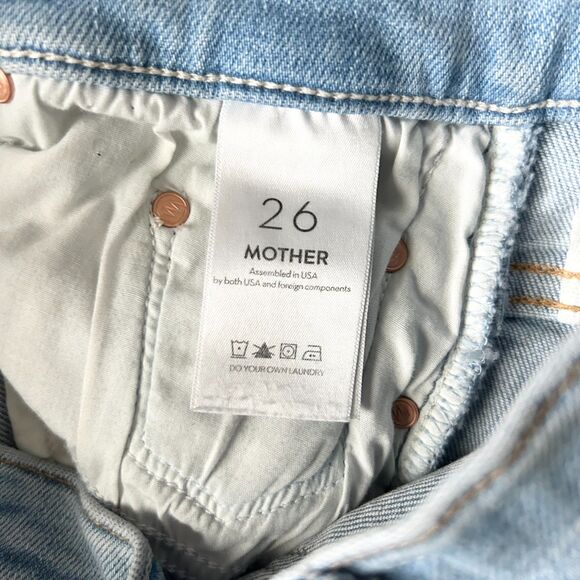 26
MOTHER
Assembled in USA
by both USA and foreign components
DO YOUR OWN LAUNDRY